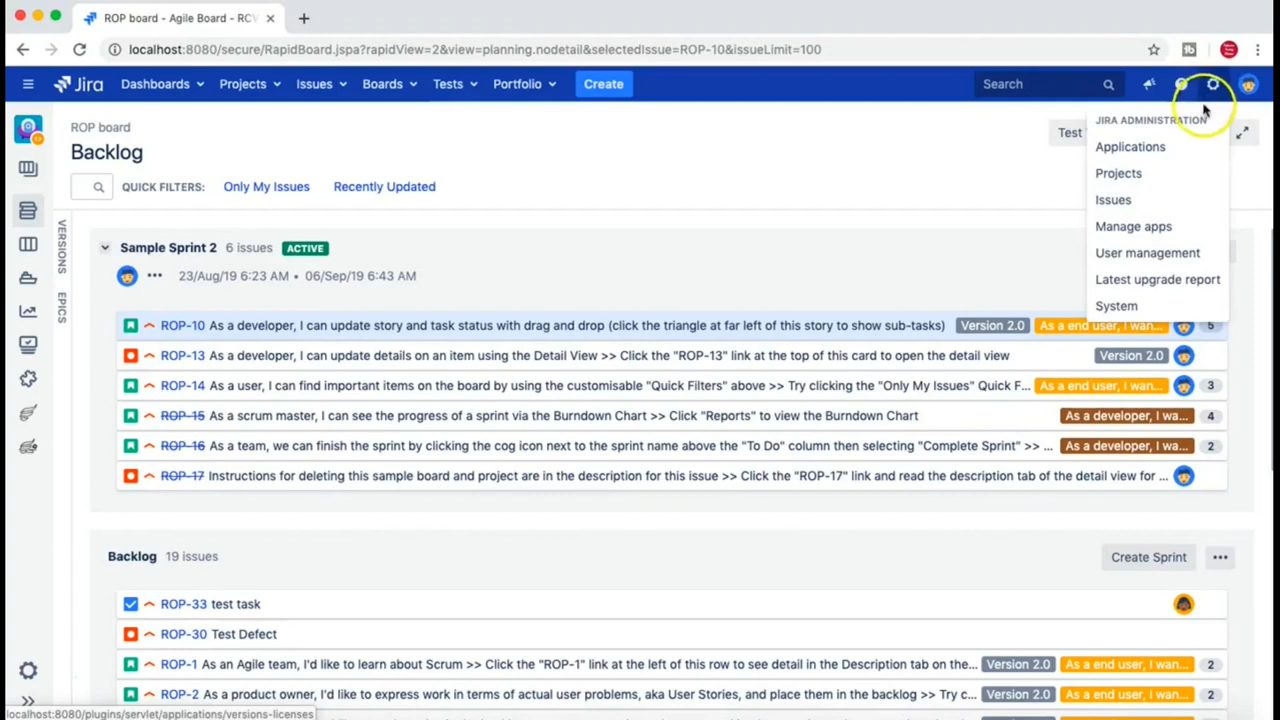 ROP board - Agile Board - RCV
localhost:8080/secure/RapidBoard.jspa?rapidView=2&view=planning.nodetail&selectedIssue=ROP-10&issueLimit=100
Jira Dashboards Projects Issues Boards Tests Portfolio Create Search
ROP board
Backlog
Test
JIRA ADMINISTRATION
Applications
Projects
Issues
Manage apps
User management
Latest upgrade report
System
QUICK FILTERS: Only My Issues Recently Updated
VERSIONS
EPICS
Sample Sprint 2 6 issues ACTIVE
23/Aug/19 6:23 AM • 06/Sep/19 6:43 AM
ROP-10 As a developer, I can update story and task status with drag and drop (click the triangle at far left of this story to show sub-tasks) Version 2.0 As a end user, I wan... 5
ROP-13 As a developer, I can update details on an item using the Detail View >> Click the "ROP-13" link at the top of this card to open the detail view Version 2.0
ROP-14 As a user, I can find important items on the board by using the customisable "Quick Filters" above >> Try clicking the "Only My Issues" Quick F... As a end user, I wan... 3
ROP-15 As a scrum master, I can see the progress of a sprint via the Burndown Chart >> Click "Reports" to view the Burndown Chart As a developer, I wa... 4
ROP-16 As a team, we can finish the sprint by clicking the cog icon next to the sprint name above the "To Do" column then selecting "Complete Sprint" >> ... As a developer, I wa... 2
ROP-17 Instructions for deleting this sample board and project are in the description for this issue >> Click the "ROP-17" link and read the description tab of the detail view for ...
Backlog 19 issues Create Sprint
ROP-33 test task
ROP-30 Test Defect
ROP-1 As an Agile team, I'd like to learn about Scrum >> Click the "ROP-1" link at the left of this row to see detail in the Description tab on the... Version 2.0 As a end user, I wan... 2
ROP-2 As a product owner, I'd like to express work in terms of actual user problems, aka User Stories, and place them in the backlog >> Try c... Version 2.0 As a end user, I wan... 2
localhost:8080/plugins/servlet/applications/versions-licenses